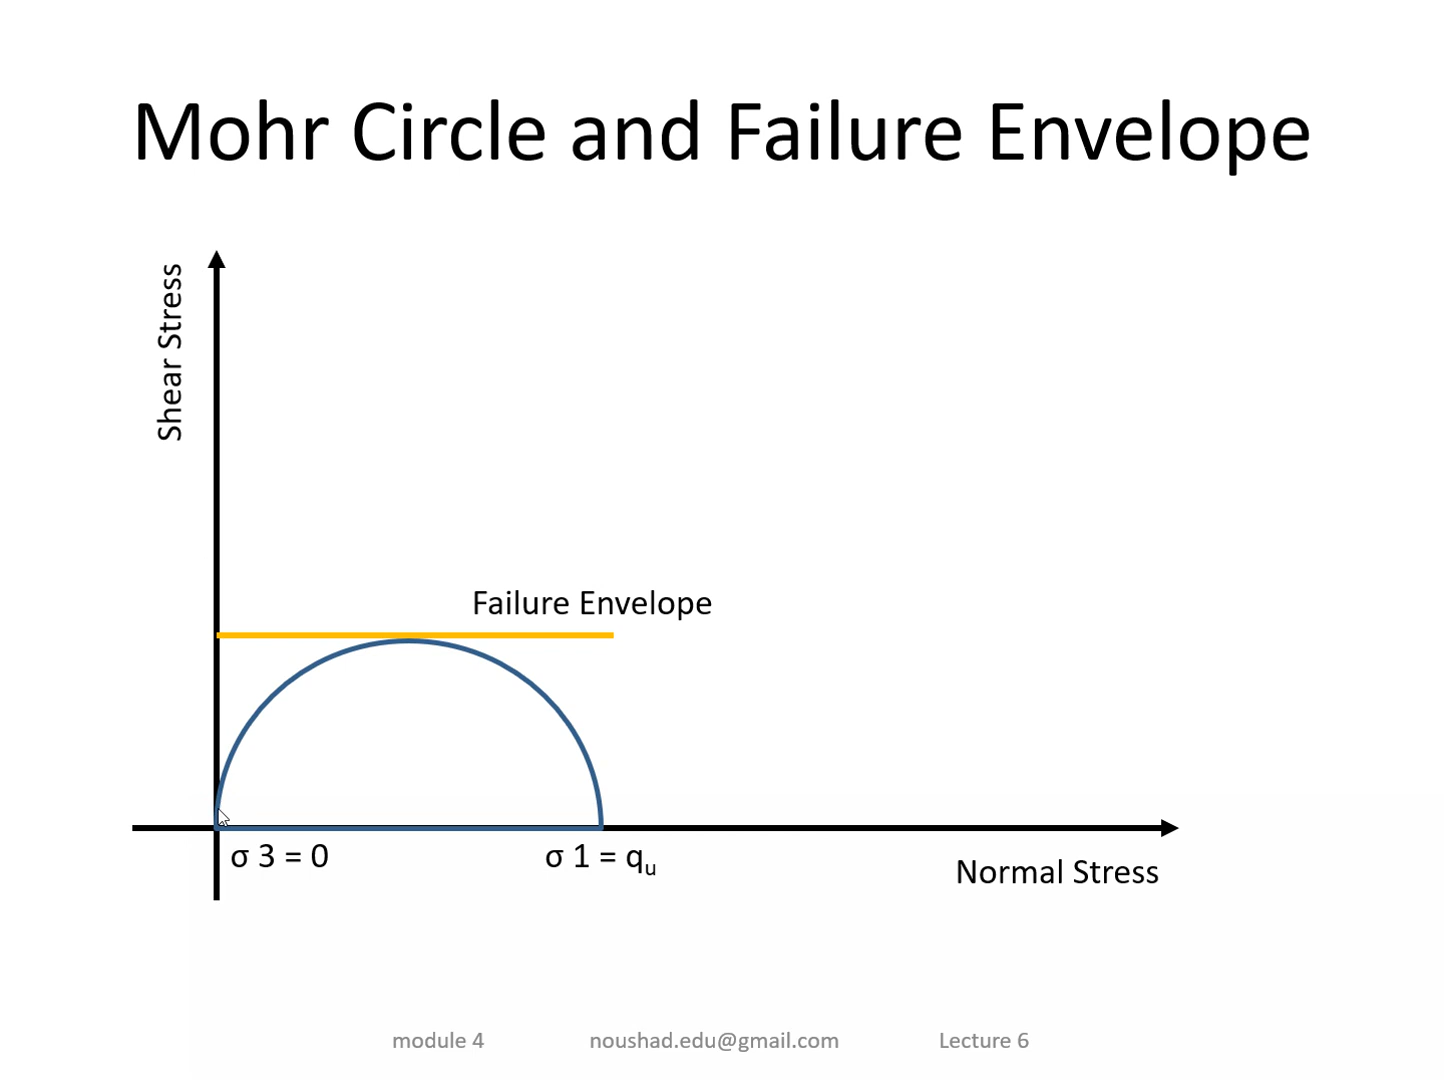 Mohr Circle and Failure Envelope
Shear Stress
Failure Envelope
σ 3 = 0
σ 1 = qu
Normal Stress
module 4
noushad.edu@gmail.com
Lecture 6